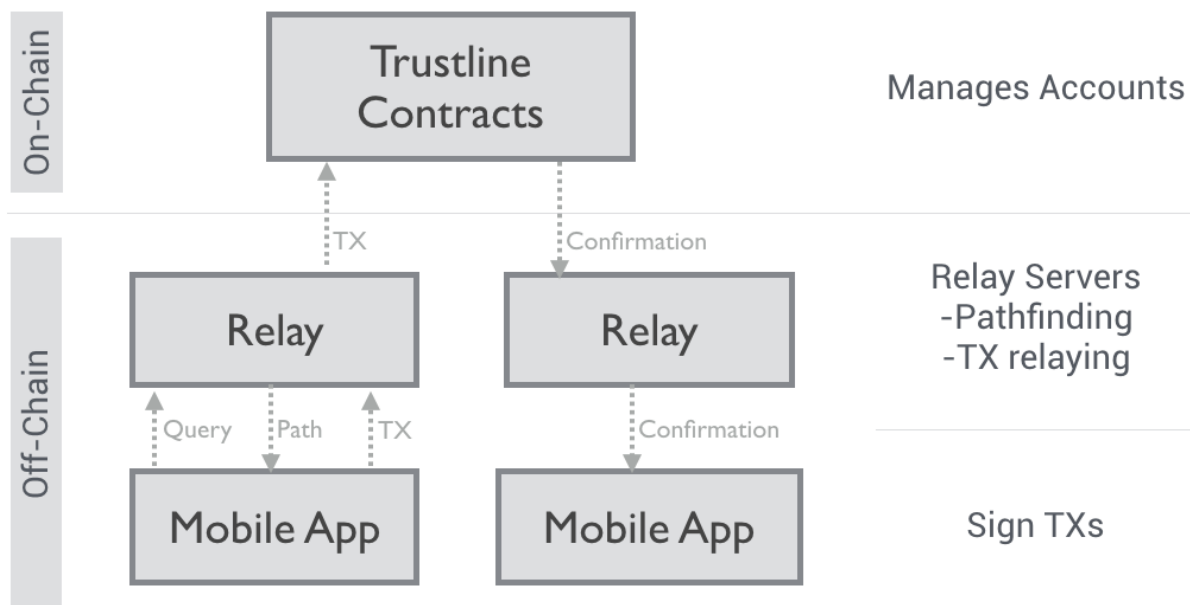 On-Chain
Trustline
Contracts
Manages Accounts
TX
Confirmation
Off-Chain
Relay
Relay
Relay Servers
-Pathfinding
-TX relaying
Query
Path
TX
Confirmation
Mobile App
Mobile App
Sign TXs